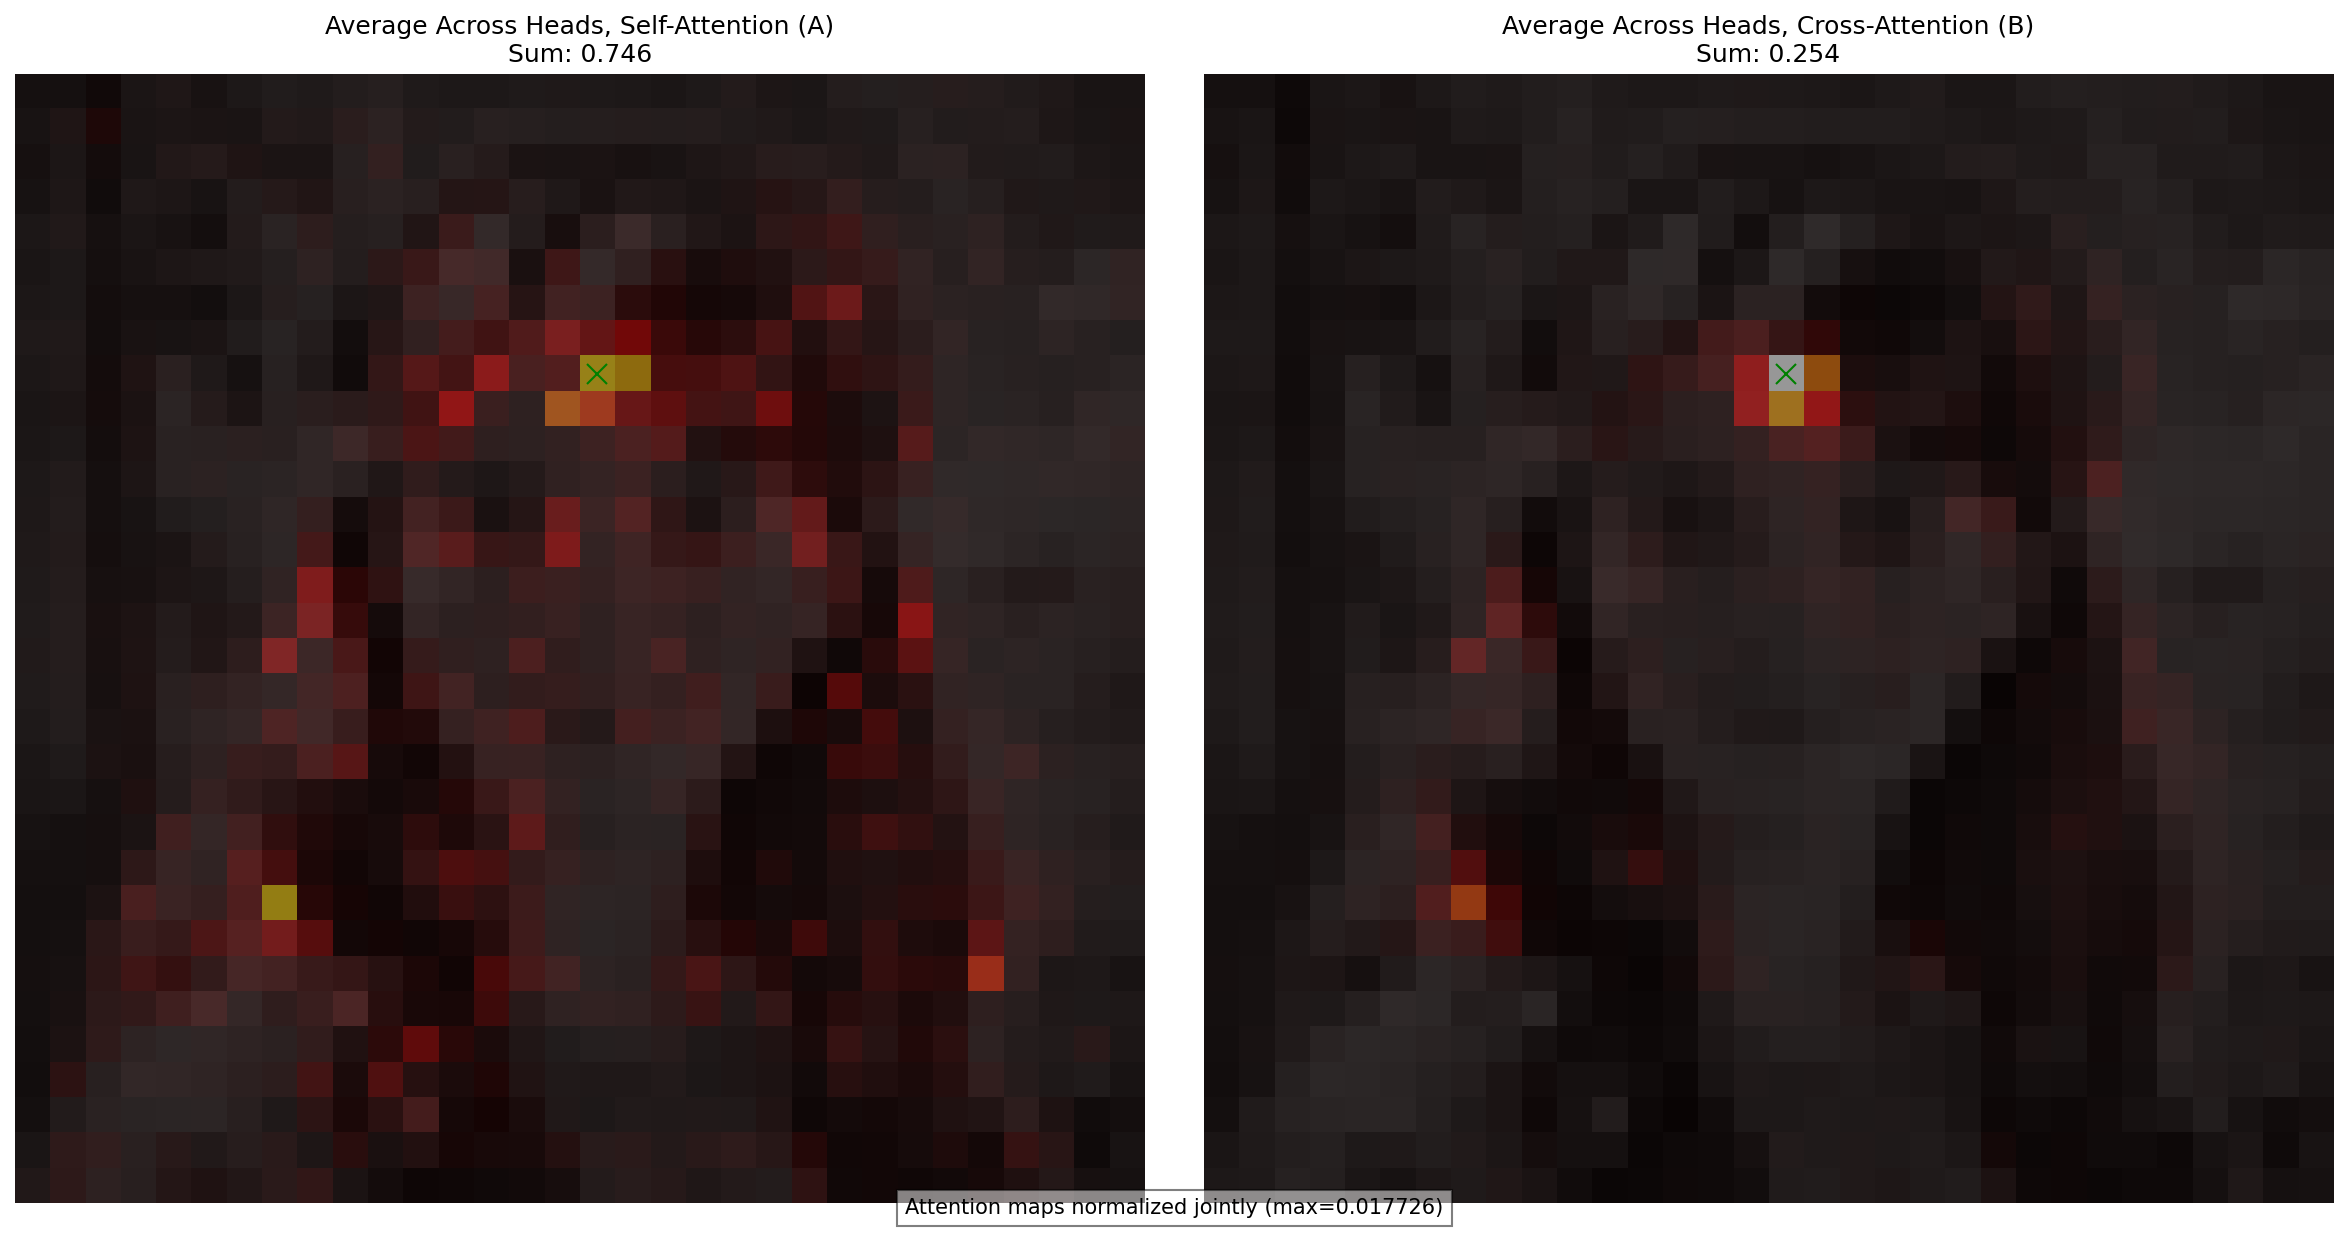 Average Across Heads, Self-Attention (A)
Sum: 0.746
Average Across Heads, Cross-Attention (B)
Sum: 0.254
Attention maps normalized jointly (max=0.017726)